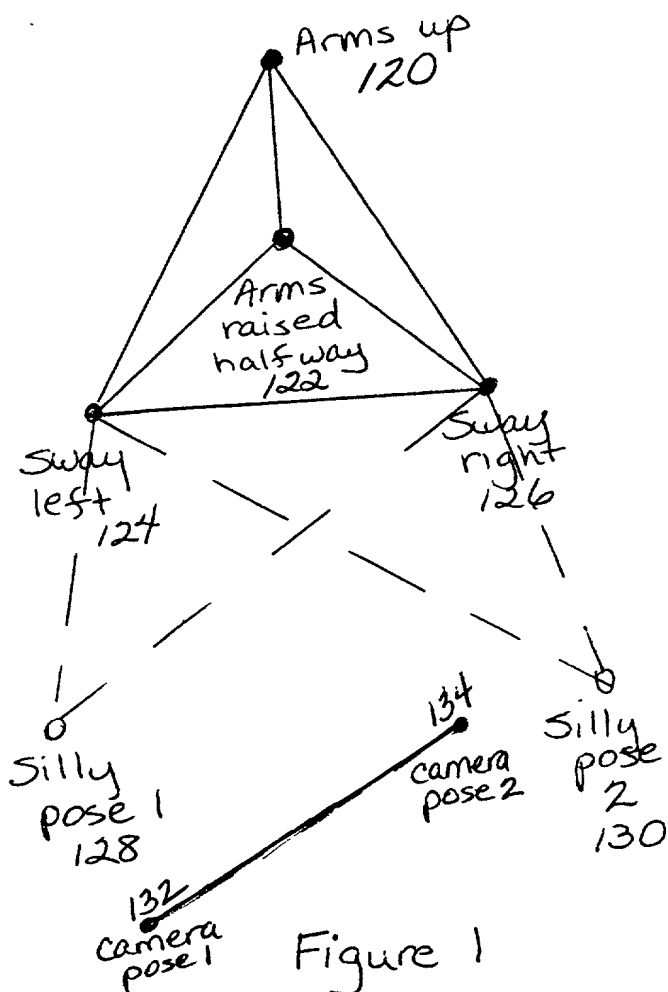 Arms up
120
Arms
raised
halfway
122
Sway
left
124
Sway
right
126
Silly
pose 1
128
Silly
pose
2
130
134
camera
pose 2
132
camera
pose 1
Figure 1